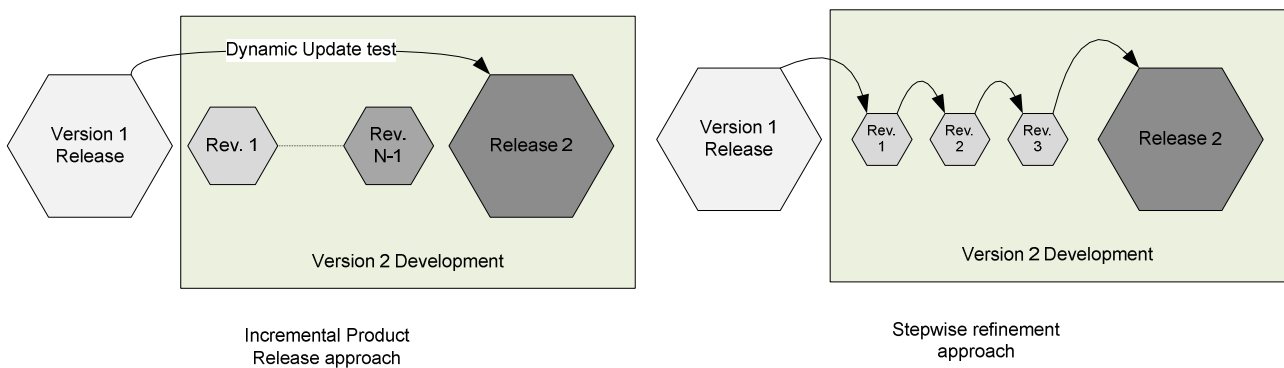 Dynamic Update test
Version 1
Release
Rev. 1
Rev.
N-1
Release 2
Version 2 Development
Incremental Product
Release approach
Version 1
Release
Rev.
1
Rev.
2
Rev.
3
Release 2
Version 2 Development
Stepwise refinement
approach